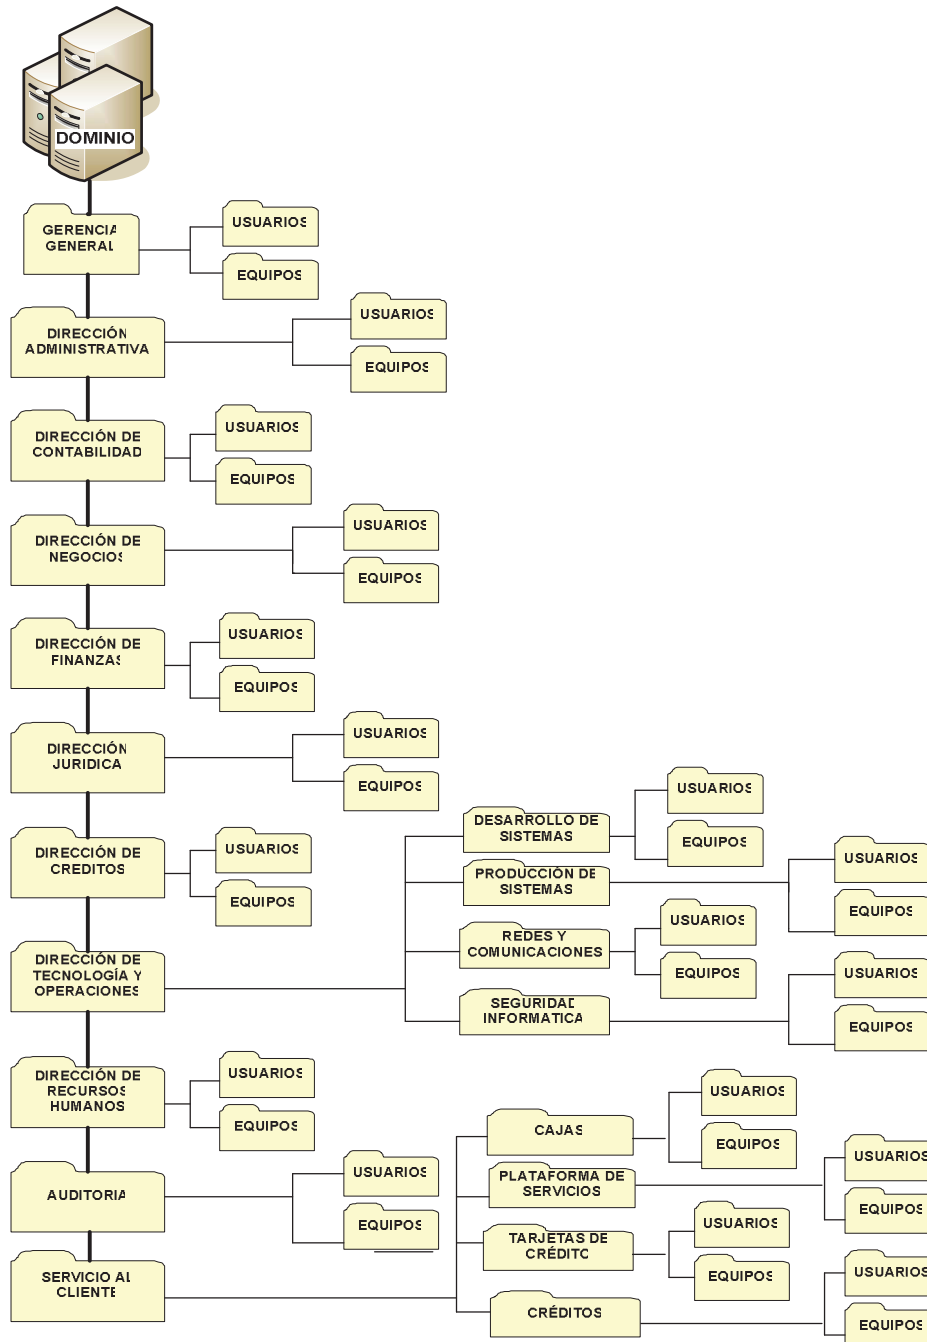 DOMINIO
GERENCIA
GENERAL
USUARIOS
EQUIPOS
DIRECCIÓN
ADMINISTRATIVA
USUARIOS
EQUIPOS
DIRECCIÓN DE
CONTABILIDAD
USUARIOS
EQUIPOS
DIRECCIÓN DE
NEGOCIOS
USUARIOS
EQUIPOS
DIRECCIÓN DE
FINANZAS
USUARIOS
EQUIPOS
DIRECCIÓN
JURIDICA
USUARIOS
EQUIPOS
DIRECCIÓN DE
CREDITOS
USUARIOS
EQUIPOS
DIRECCIÓN DE
TECNOLOGÍA Y
OPERACIONES
DESARROLLO DE
SISTEMAS
USUARIOS
EQUIPOS
PRODUCCIÓN DE
SISTEMAS
USUARIOS
EQUIPOS
REDES Y
COMUNICACIONES
USUARIOS
EQUIPOS
SEGURIDAD
INFORMATICA
USUARIOS
EQUIPOS
DIRECCIÓN DE
RECURSOS
HUMANOS
USUARIOS
EQUIPOS
AUDITORIA
USUARIOS
EQUIPOS
SERVICIO AL
CLIENTE
CAJAS
USUARIOS
EQUIPOS
PLATAFORMA DE
SERVICIOS
USUARIOS
EQUIPOS
TARJETAS DE
CRÉDITO
USUARIOS
EQUIPOS
CRÉDITOS
USUARIOS
EQUIPOS